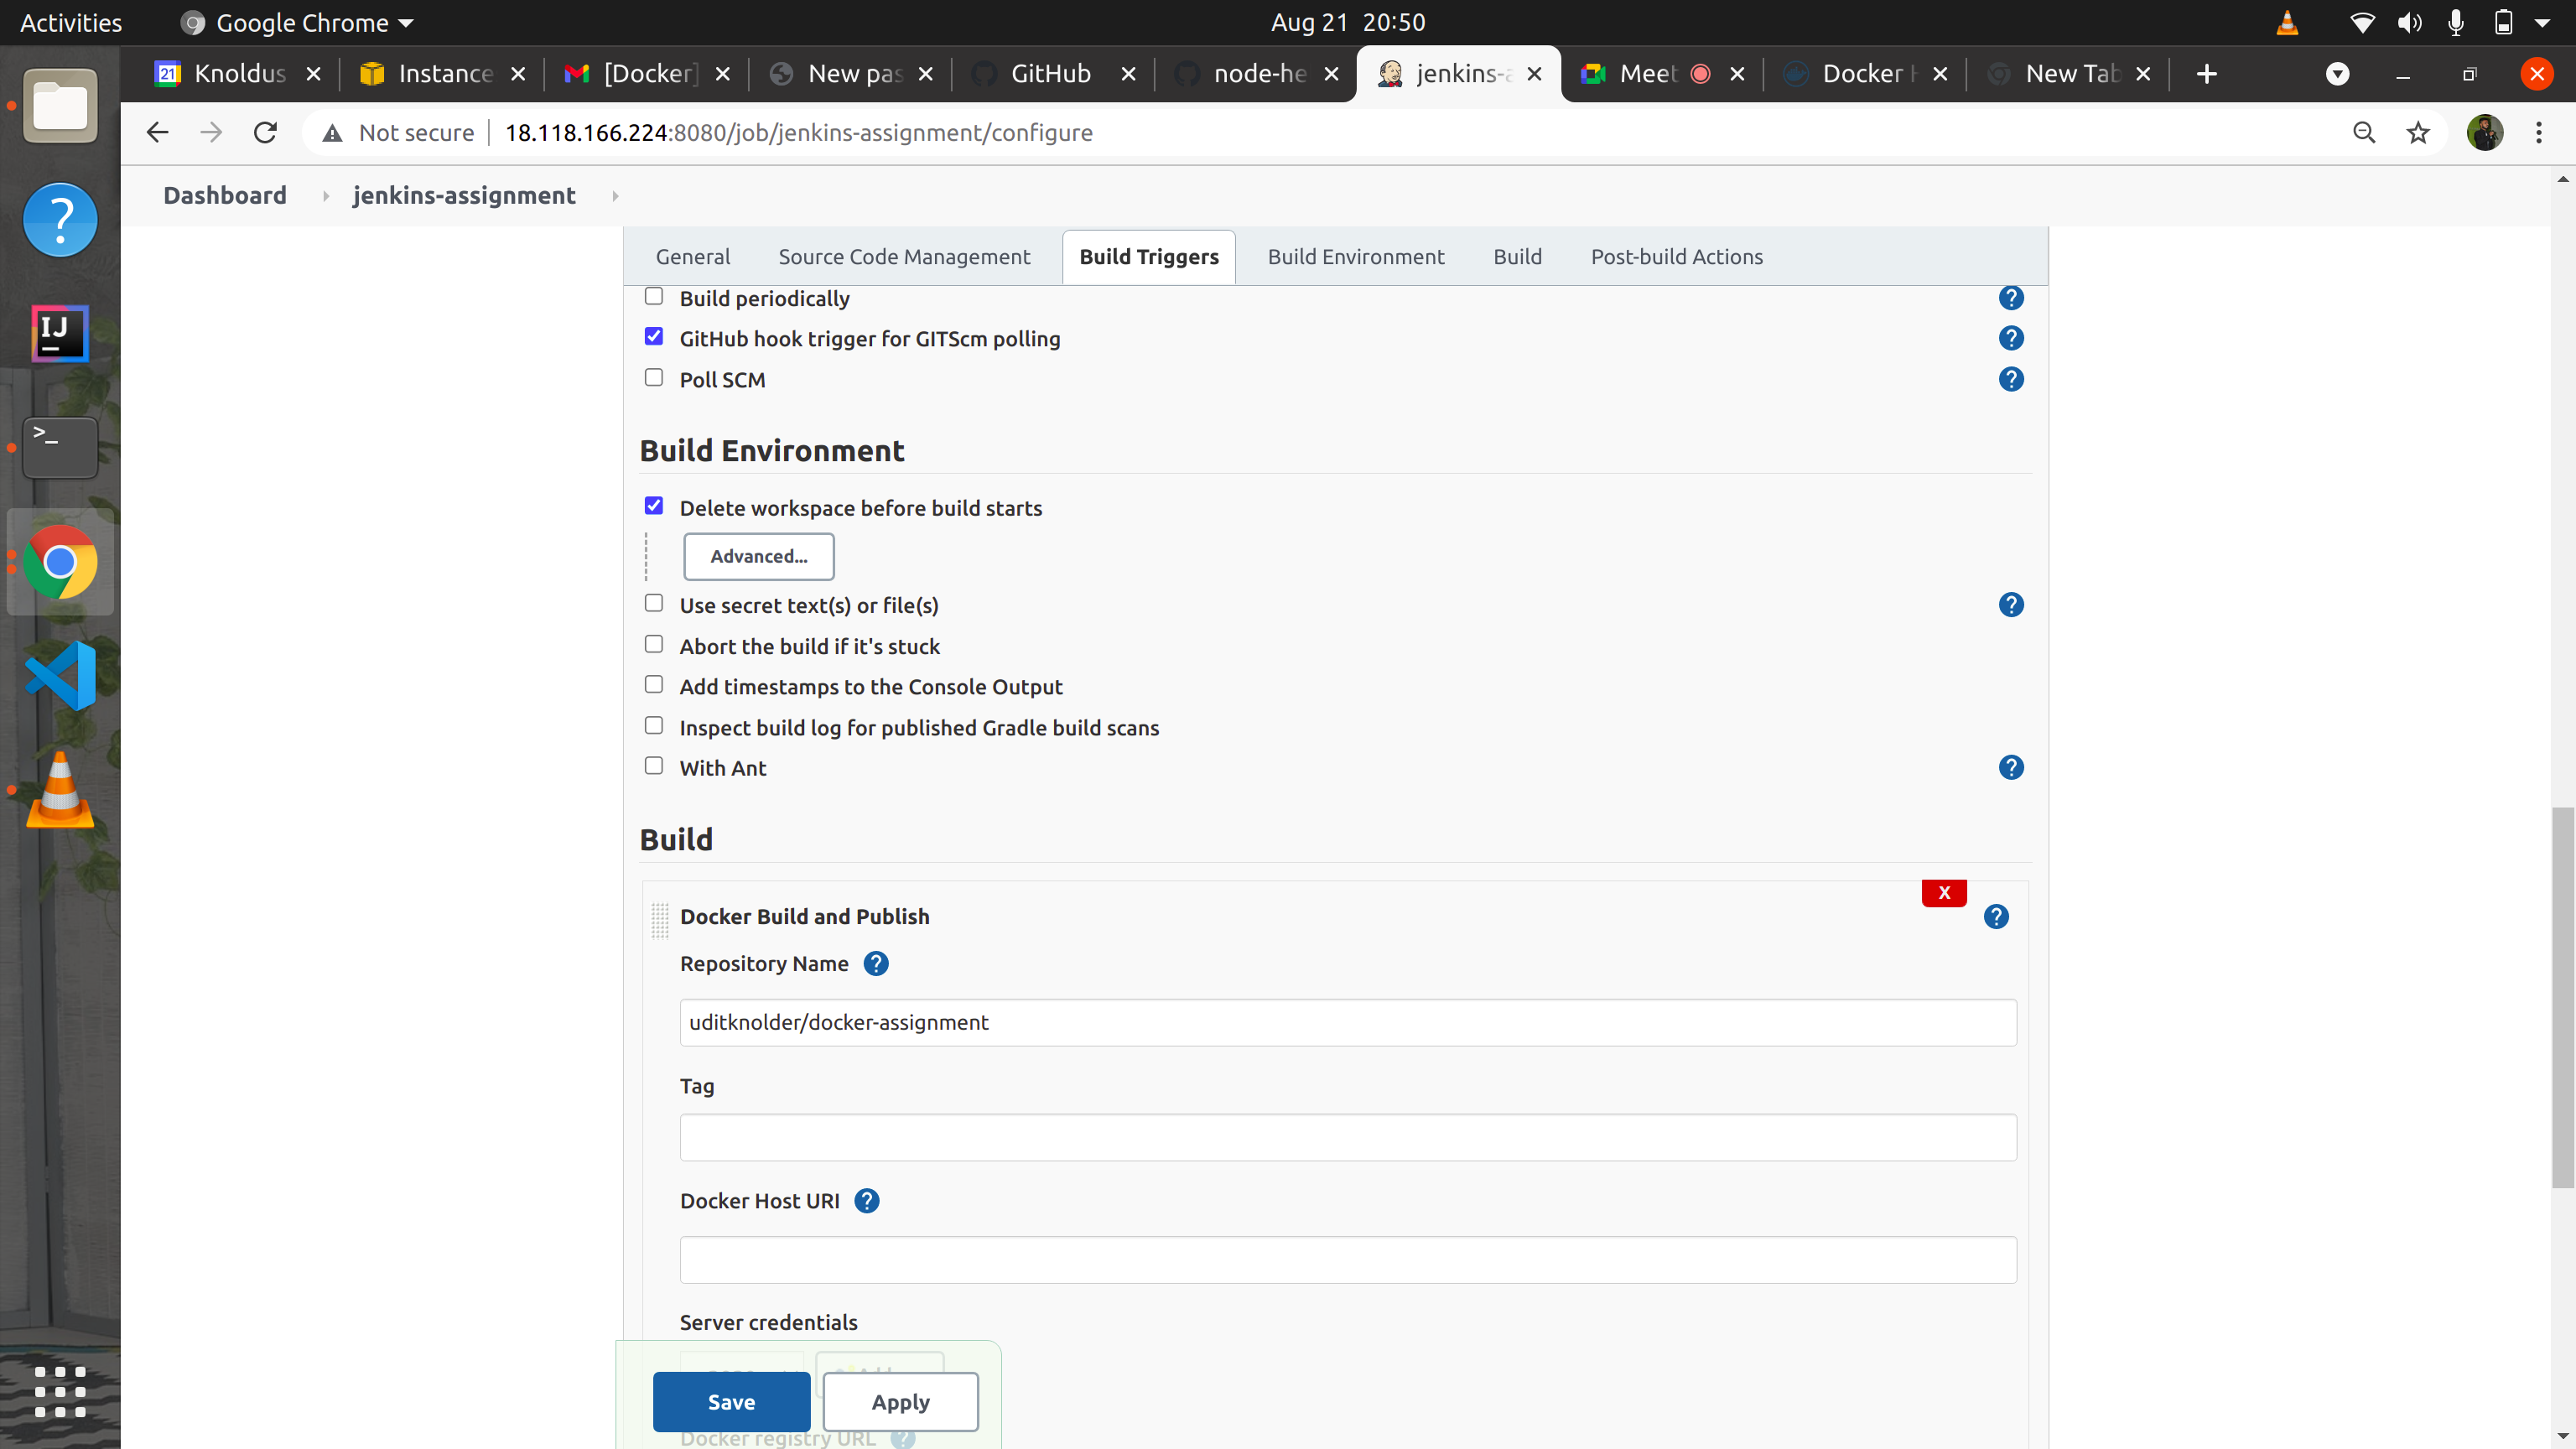 Activities Google Chrome Aug 21 20:50
21 Knoldus Instance [Docker] New pas GitHub node-he jenkins-a Meet Docker H New Tab
Not secure 18.118.166.224:8080/job/jenkins-assignment/configure
Dashboard jenkins-assignment
General Source Code Management Build Triggers Build Environment Build Post-build Actions
Build periodically ?
GitHub hook trigger for GITScm polling ?
Poll SCM ?
Build Environment
Delete workspace before build starts
Advanced...
Use secret text(s) or file(s) ?
Abort the build if it's stuck
Add timestamps to the Console Output
Inspect build log for published Gradle build scans
With Ant ?
Build
X
Docker Build and Publish ?
Repository Name ?
uditknolder/docker-assignment
Tag
Docker Host URI ?
Server credentials
Save Apply
Docker registry URL ?